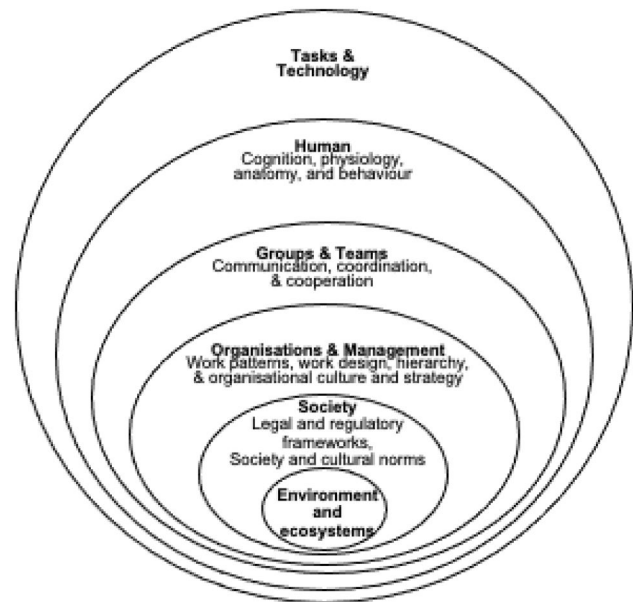 Tasks &
Technology
Human
Cognition, physiology,
anatomy, and behaviour
Groups & Teams
Communication, coordination,
& cooperation
Organisations & Management
Work patterns, work design, hierarchy,
& organisational culture and strategy
Society
Legal and regulatory
frameworks,
Society and cultural norms
Environment
and
ecosystems